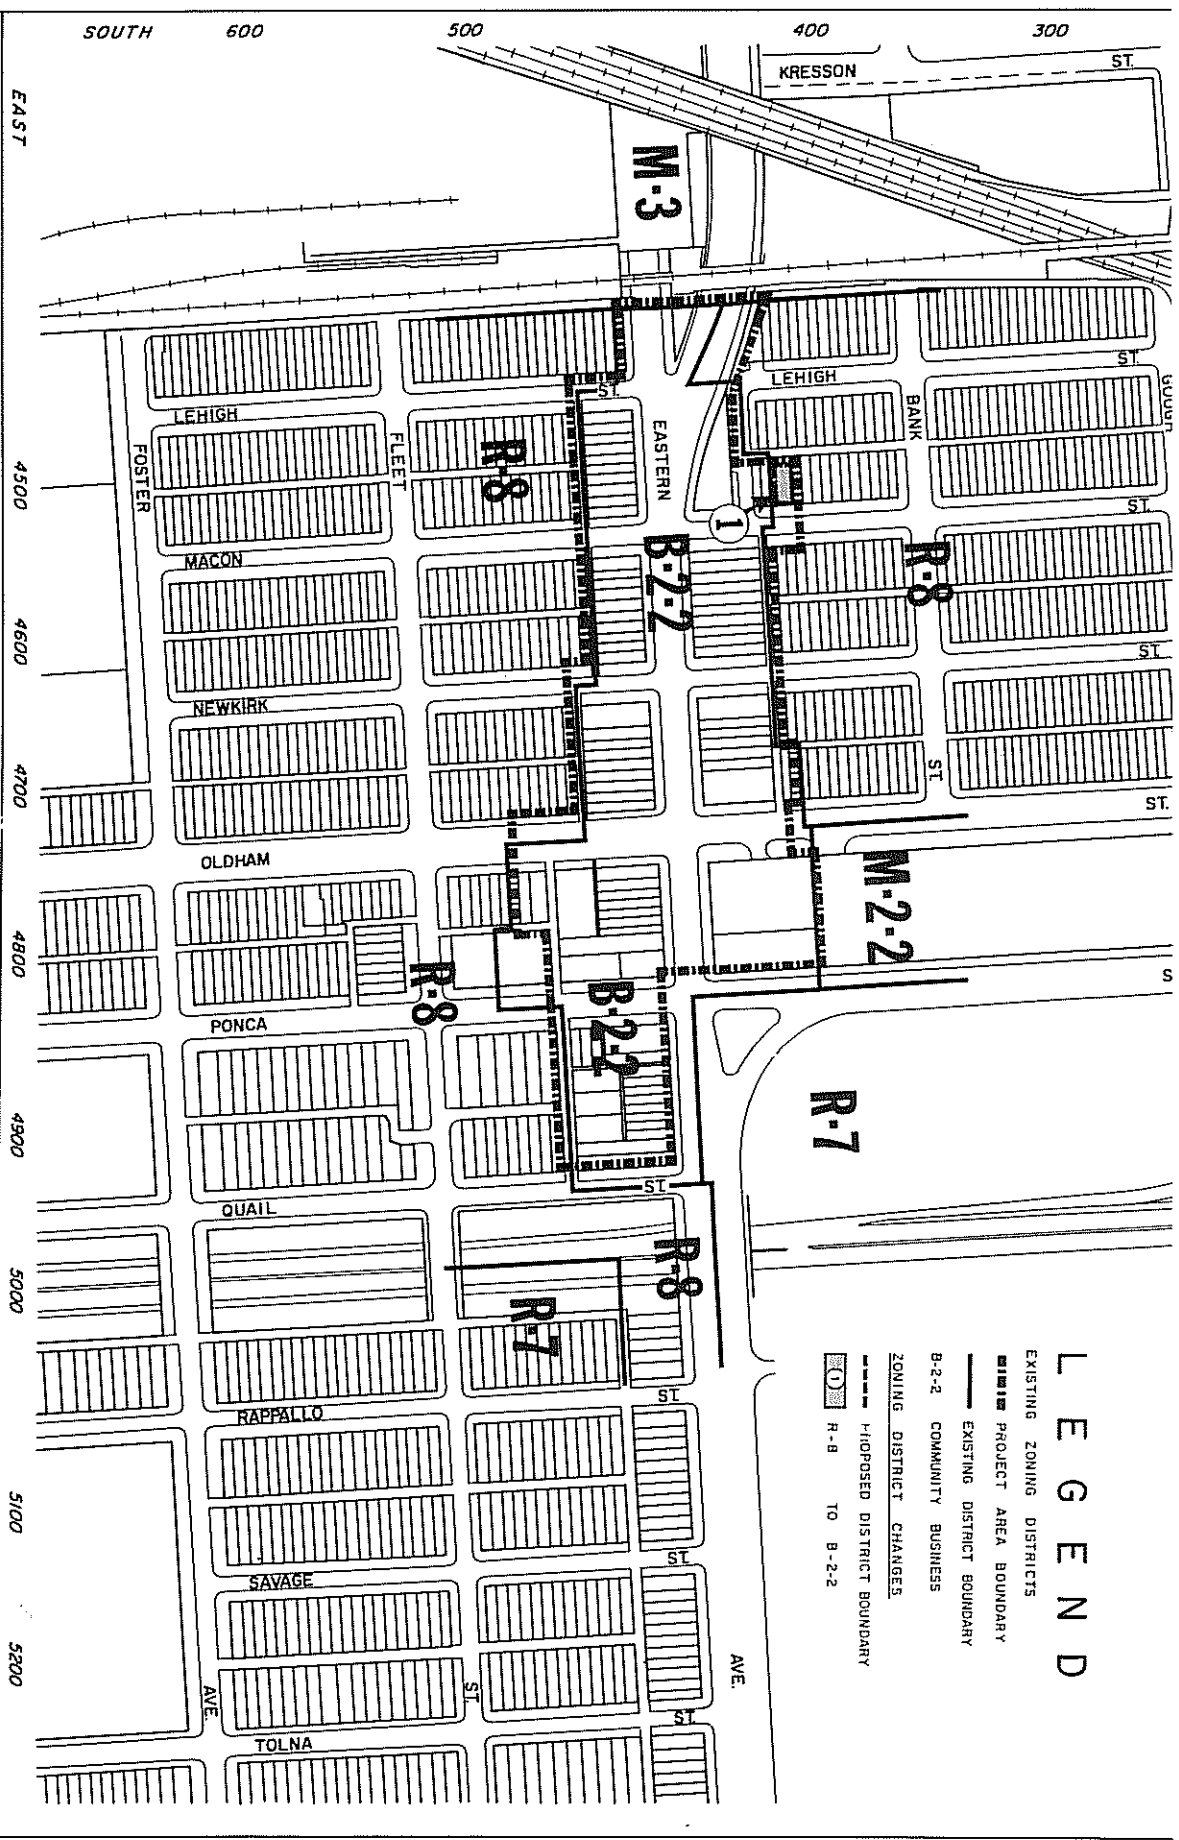 SOUTH 600 500 400 300
EAST
KRESSON ST.
M-3
LEHIGH ST.
LEHIGH ST.
GOUGH
BANK
EASTERN
FLEET
FOSTER
R-8
ST.
1
MACON
B-2-2
R-8
ST.
NEWKIRK
ST.
ST.
OLDHAM
M-2-2
R-8
B-2-2
PONCA
S
R-7
QUAIL ST.
R-8
R-7
RAPPALLO ST.
SAVAGE ST.
AVE.
AVE.
ST.
TOLNA ST.
4500
4600
4700
4800
4900
5000
5100
5200
LEGEND
EXISTING ZONING DISTRICTS
PROJECT AREA BOUNDARY
EXISTING DISTRICT BOUNDARY
B-2-2 COMMUNITY BUSINESS
ZONING DISTRICT CHANGES
PROPOSED DISTRICT BOUNDARY
1 R-8 TO B-2-2